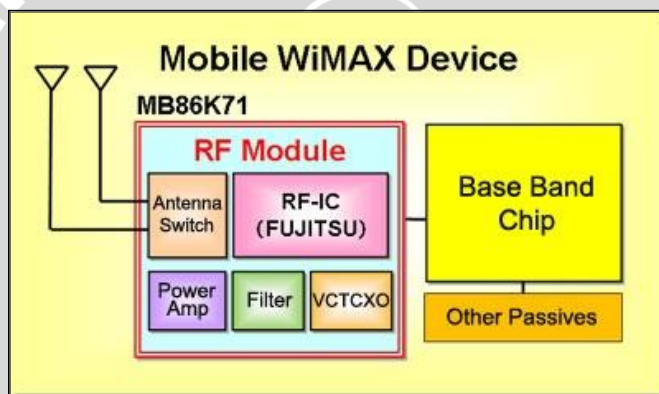 Mobile WiMAX Device
MB86K71
RF Module
Antenna
Switch
RF-IC
(FUJITSU)
Power
Amp
Filter
VCTCXO
Base Band
Chip
Other Passives